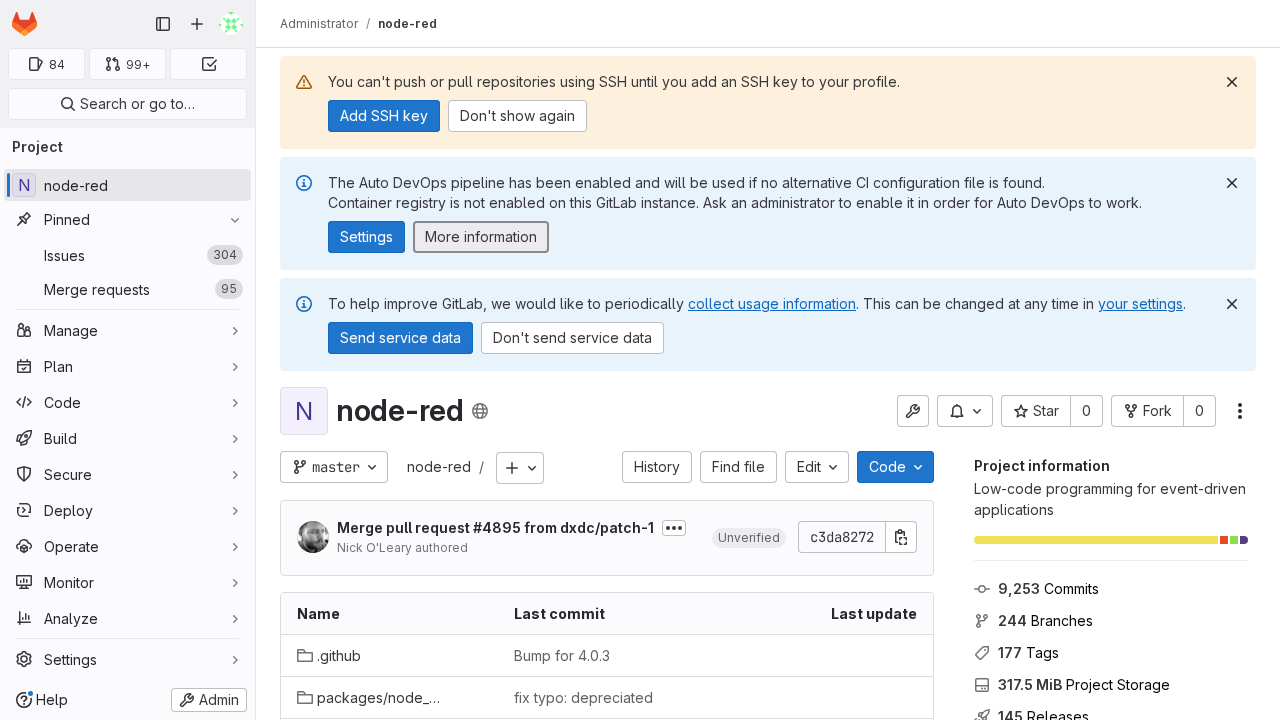 84
99+
Search or go to…
Project
N node-red
Pinned
Issues 304
Merge requests 95
Manage
Plan
Code
Build
Secure
Deploy
Operate
Monitor
Analyze
Settings
Help
Admin
Administrator / node-red
You can't push or pull repositories using SSH until you add an SSH key to your profile.
Add SSH key Don't show again
The Auto DevOps pipeline has been enabled and will be used if no alternative CI configuration file is found.
Container registry is not enabled on this GitLab instance. Ask an administrator to enable it in order for Auto DevOps to work.
Settings More information
To help improve GitLab, we would like to periodically collect usage information. This can be changed at any time in your settings.
Send service data Don't send service data
N node-red
Star 0 Fork 0
master node-red / History Find file Edit Code
Merge pull request #4895 from dxdc/patch-1
Nick O'Leary authored
Unverified c3da8272
Name Last commit Last update
.github Bump for 4.0.3
packages/node_… fix typo: depreciated
Project information
Low-code programming for event-driven
applications
9,253 Commits
244 Branches
177 Tags
317.5 MiB Project Storage
145 Releases